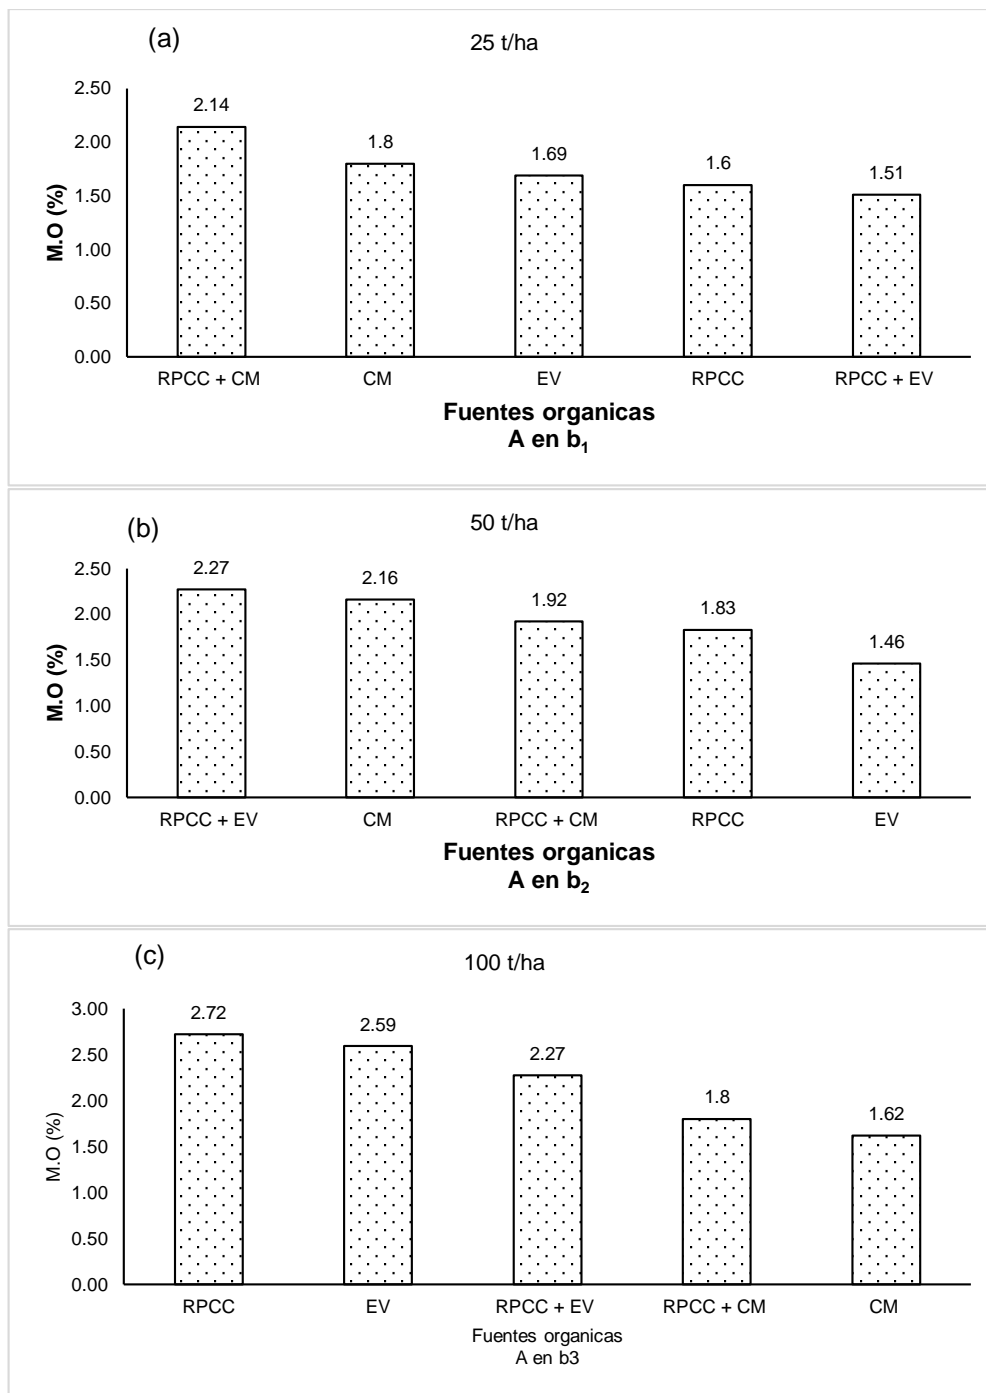 (a)
25 t/ha
2.50
2.00
1.50
1.00
0.50
0.00
M.O (%)
2.14
1.8
1.69
1.6
1.51
RPCC + CM CM EV RPCC RPCC + EV
Fuentes organicas
A en b1
(b)
50 t/ha
2.50
2.00
1.50
1.00
0.50
0.00
M.O (%)
2.27
2.16
1.92
1.83
1.46
RPCC + EV CM RPCC + CM RPCC EV
Fuentes organicas
A en b2
(c)
100 t/ha
3.00
2.50
2.00
1.50
1.00
0.50
0.00
M.O (%)
2.72
2.59
2.27
1.8
1.62
RPCC EV RPCC + EV RPCC + CM CM
Fuentes organicas
A en b3